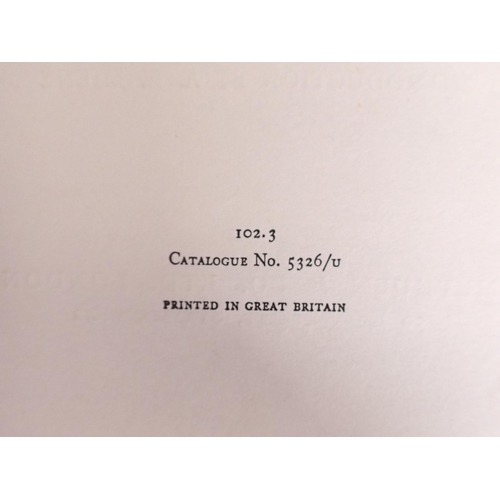 102.3
Catalogue No. 5326/u
PRINTED IN GREAT BRITAIN